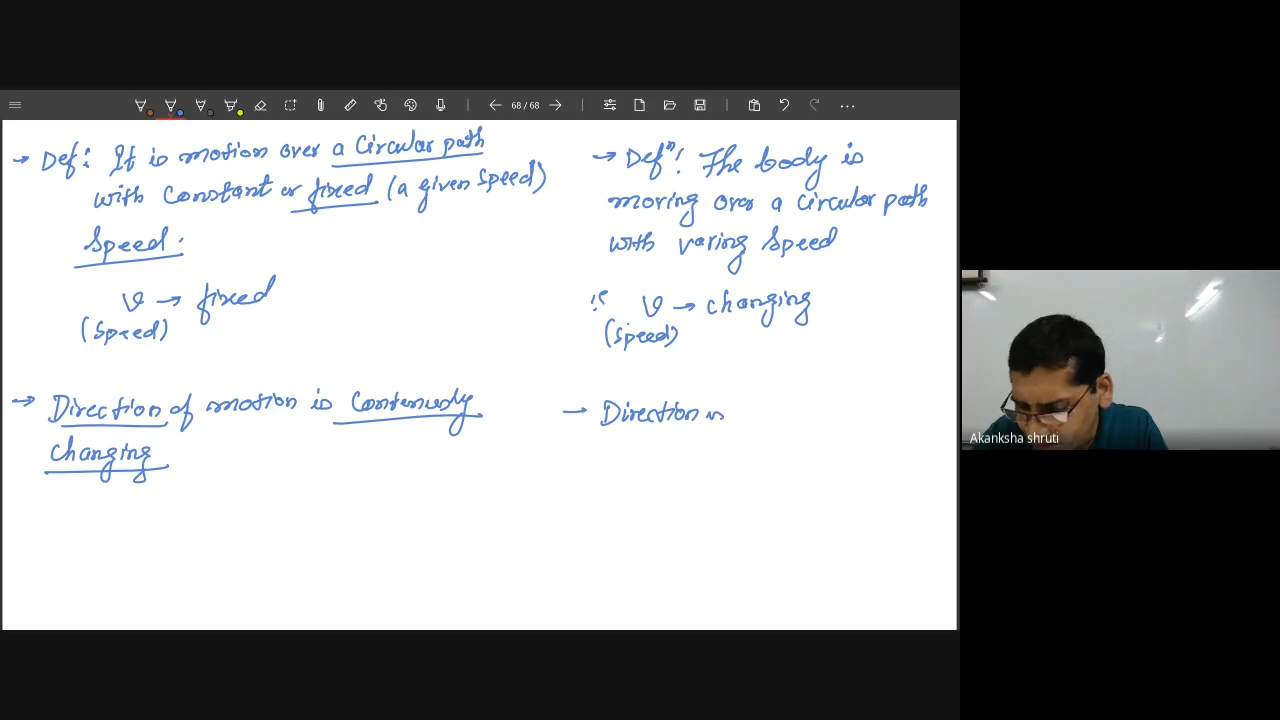 68 / 68
→ Def: It is motion over a Circular path
with Constant or fixed (a given speed)
Speed:
v → fixed
(Speed)
→ Direction of motion is Contenusly
changing
→ Defⁿ: The body is
moving over a circular path
with varing Speed
v → changing
(Speed)
→ Direction is
Akanksha shruti